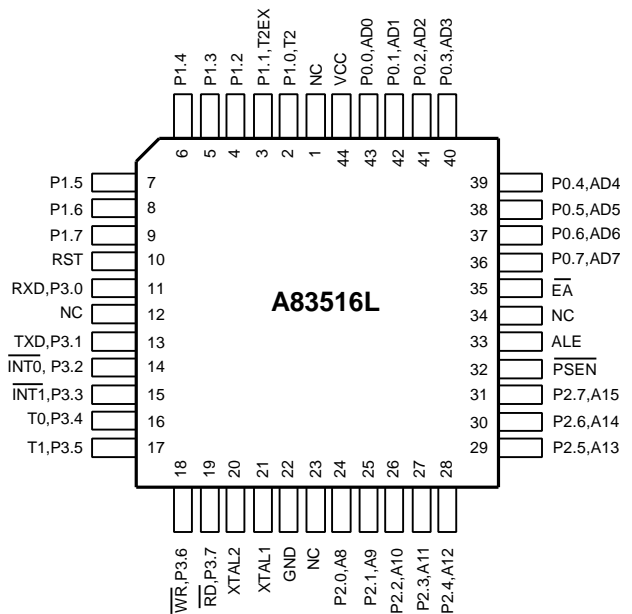 P1.4
P1.3
P1.2
P1.1,T2EX
P1.0,T2
NC
VCC
P0.0,AD0
P0.1,AD1
P0.2,AD2
P0.3,AD3
6
5
4
3
2
1
44
43
42
41
40
P1.5 7
P1.6 8
P1.7 9
RST 10
RXD,P3.0 11
NC 12
TXD,P3.1 13
INT0, P3.2 14
INT1,P3.3 15
T0,P3.4 16
T1,P3.5 17
A83516L
39 P0.4,AD4
38 P0.5,AD5
37 P0.6,AD6
36 P0.7,AD7
35 EA
34 NC
33 ALE
32 PSEN
31 P2.7,A15
30 P2.6,A14
29 P2.5,A13
18
19
20
21
22
23
24
25
26
27
28
WR,P3.6
RD,P3.7
XTAL2
XTAL1
GND
NC
P2.0,A8
P2.1,A9
P2.2,A10
P2.3,A11
P2.4,A12